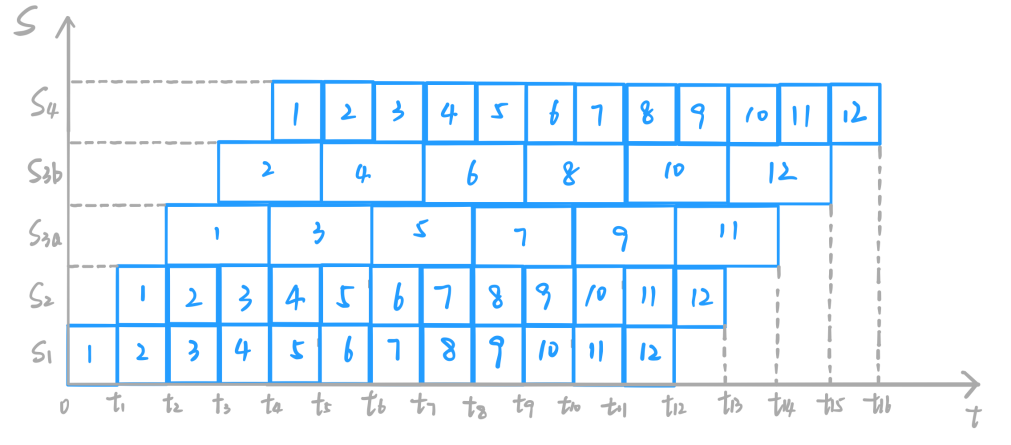 S
S4 1 2 3 4 5 6 7 8 9 10 11 12
S3b 2 4 6 8 10 12
S3a 1 3 5 7 9 11
S2 1 2 3 4 5 6 7 8 9 10 11 12
S1 1 2 3 4 5 6 7 8 9 10 11 12
0 t1 t2 t3 t4 t5 t6 t7 t8 t9 t10 t11 t12 t13 t14 t15 t16
t